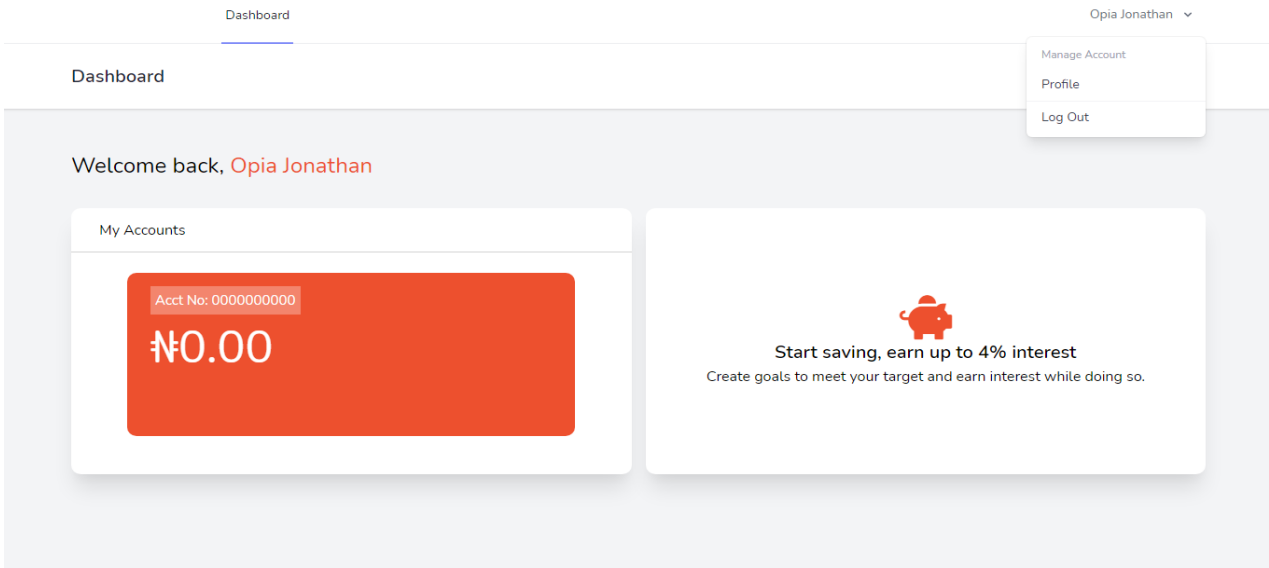 Dashboard
Opia Jonathan
Manage Account
Profile
Log Out
Dashboard
Welcome back, Opia Jonathan
My Accounts
Acct No: 0000000000
₦0.00
Start saving, earn up to 4% interest
Create goals to meet your target and earn interest while doing so.